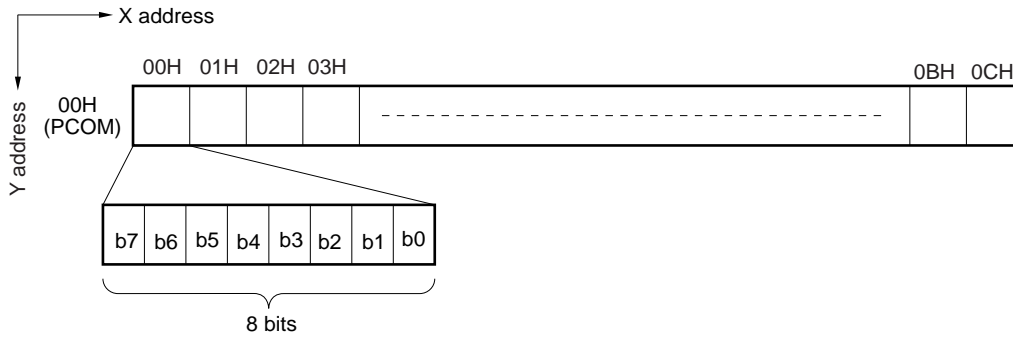 X address
00H 01H 02H 03H 0BH 0CH
Y address
00H
(PCOM)
b7 b6 b5 b4 b3 b2 b1 b0
8 bits